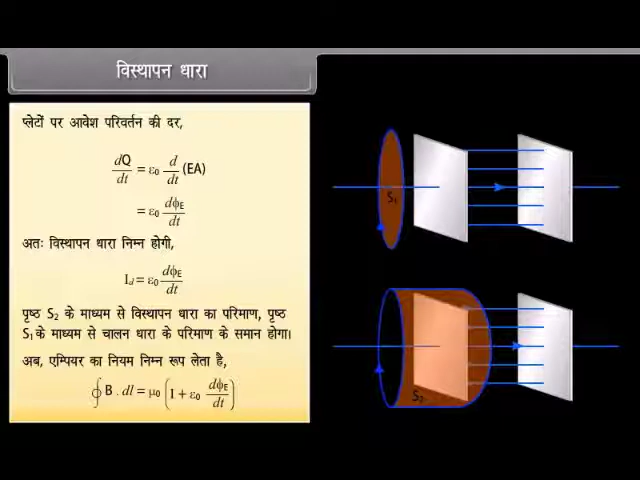 विस्थापन धारा
प्लेटों पर आवेश परिवर्तन की दर,
dQ/dt = ε₀ d/dt (EA)
= ε₀ dϕE/dt
अतः विस्थापन धारा निम्न होगी,
Id = ε₀ dϕE/dt
पृष्ठ S₂ के माध्यम से विस्थापन धारा का परिमाण, पृष्ठ
S₁ के माध्यम से चालन धारा के परिमाण के समान होगा।
अब, एम्पियर का नियम निम्न रूप लेता है,
∮ B . dl = μ₀ (I + ε₀ dϕE/dt)
S₁
S₂